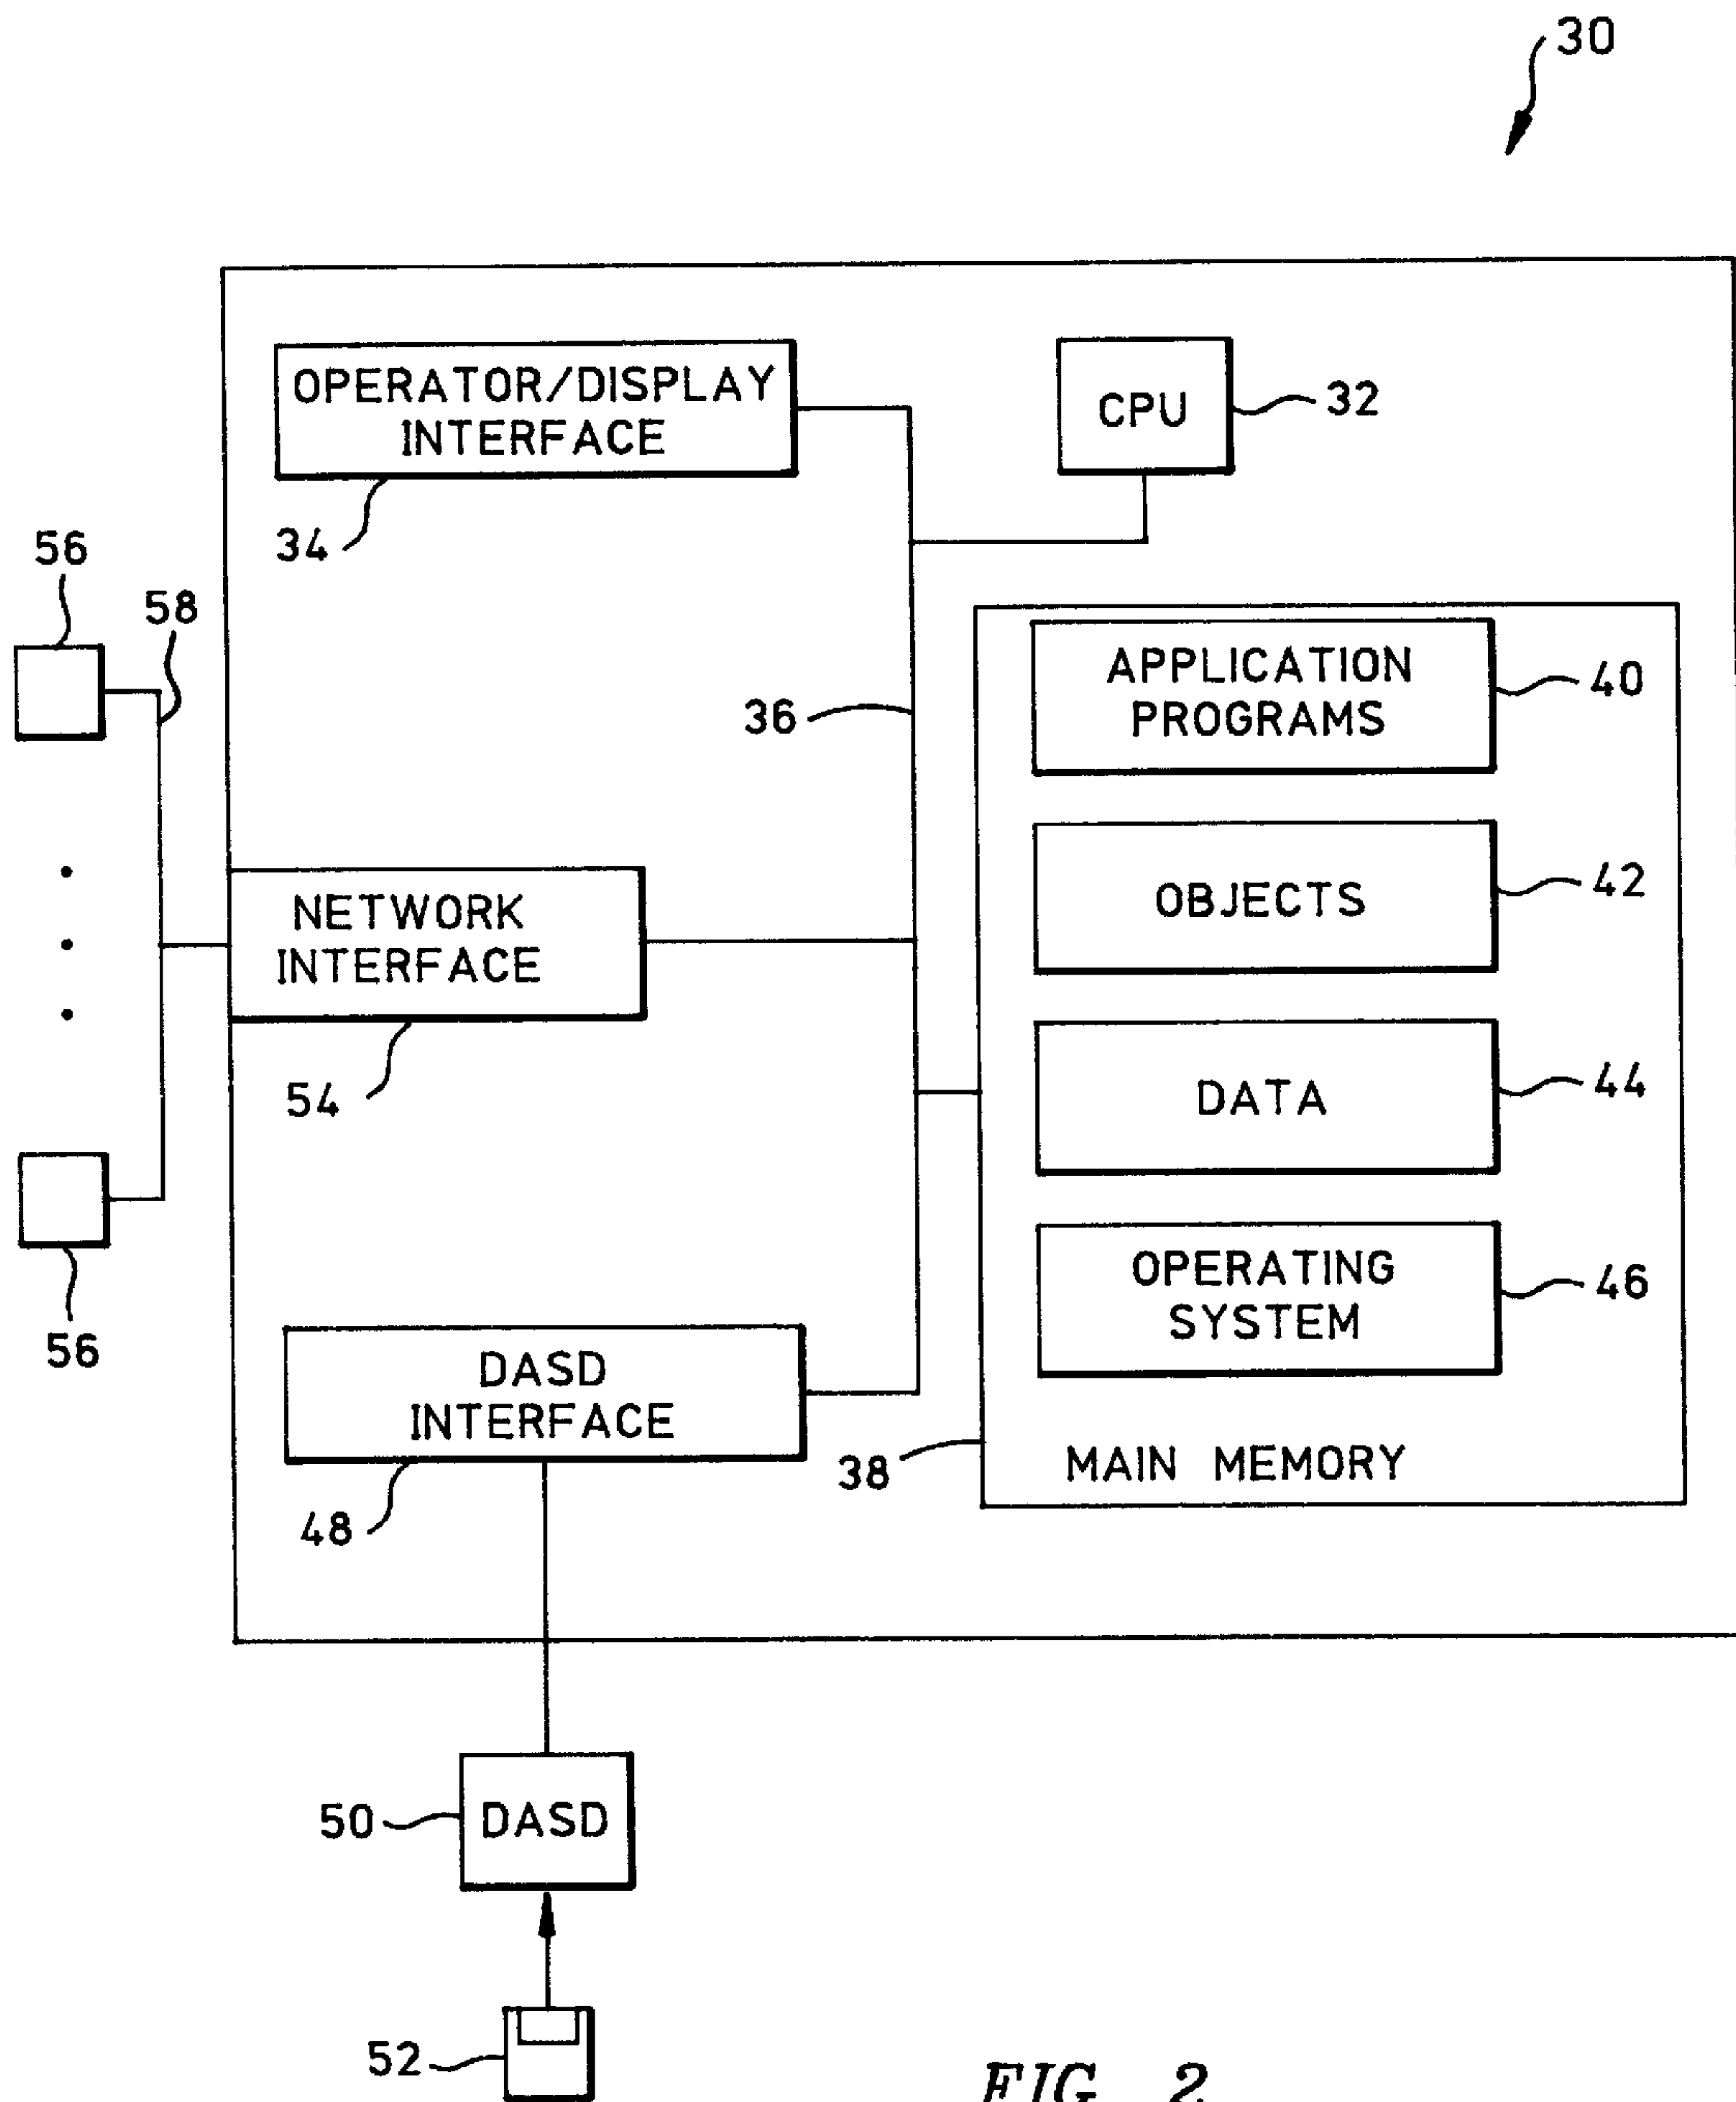 30
OPERATOR/DISPLAY
INTERFACE
34
CPU
32
56
58
36
APPLICATION
PROGRAMS
40
OBJECTS
42
NETWORK
INTERFACE
54
DATA
44
OPERATING
SYSTEM
46
56
DASD
INTERFACE
48
38
MAIN MEMORY
50
DASD
52
FIG. 2